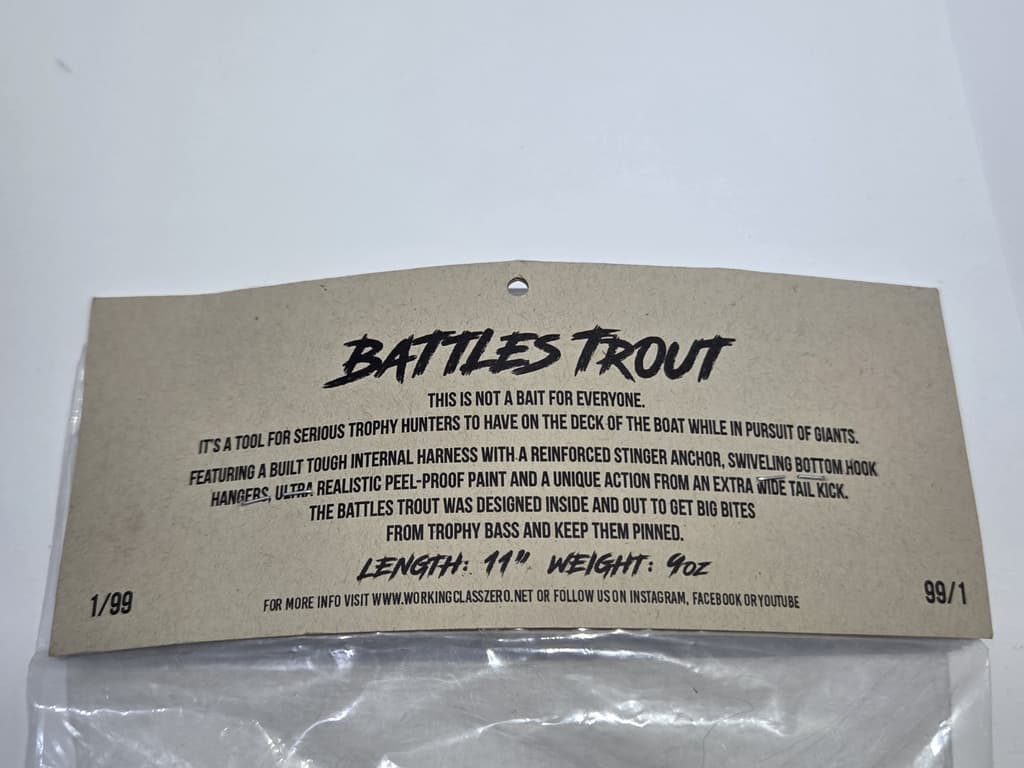 BATTLES TROUT
THIS IS NOT A BAIT FOR EVERYONE.
IT'S A TOOL FOR SERIOUS TROPHY HUNTERS TO HAVE ON THE DECK OF THE BOAT WHILE IN PURSUIT OF GIANTS.
FEATURING A BUILT TOUGH INTERNAL HARNESS WITH A REINFORCED STINGER ANCHOR, SWIVELING BOTTOM HOOK
HANGERS, ULTRA REALISTIC PEEL-PROOF PAINT AND A UNIQUE ACTION FROM AN EXTRA WIDE TAIL KICK.
THE BATTLES TROUT WAS DESIGNED INSIDE AND OUT TO GET BIG BITES
FROM TROPHY BASS AND KEEP THEM PINNED.
LENGTH: 11" WEIGHT: 9OZ
1/99
FOR MORE INFO VISIT WWW.WORKINGCLASSZERO.NET OR FOLLOW US ON INSTAGRAM, FACEBOOK OR YOUTUBE
99/1